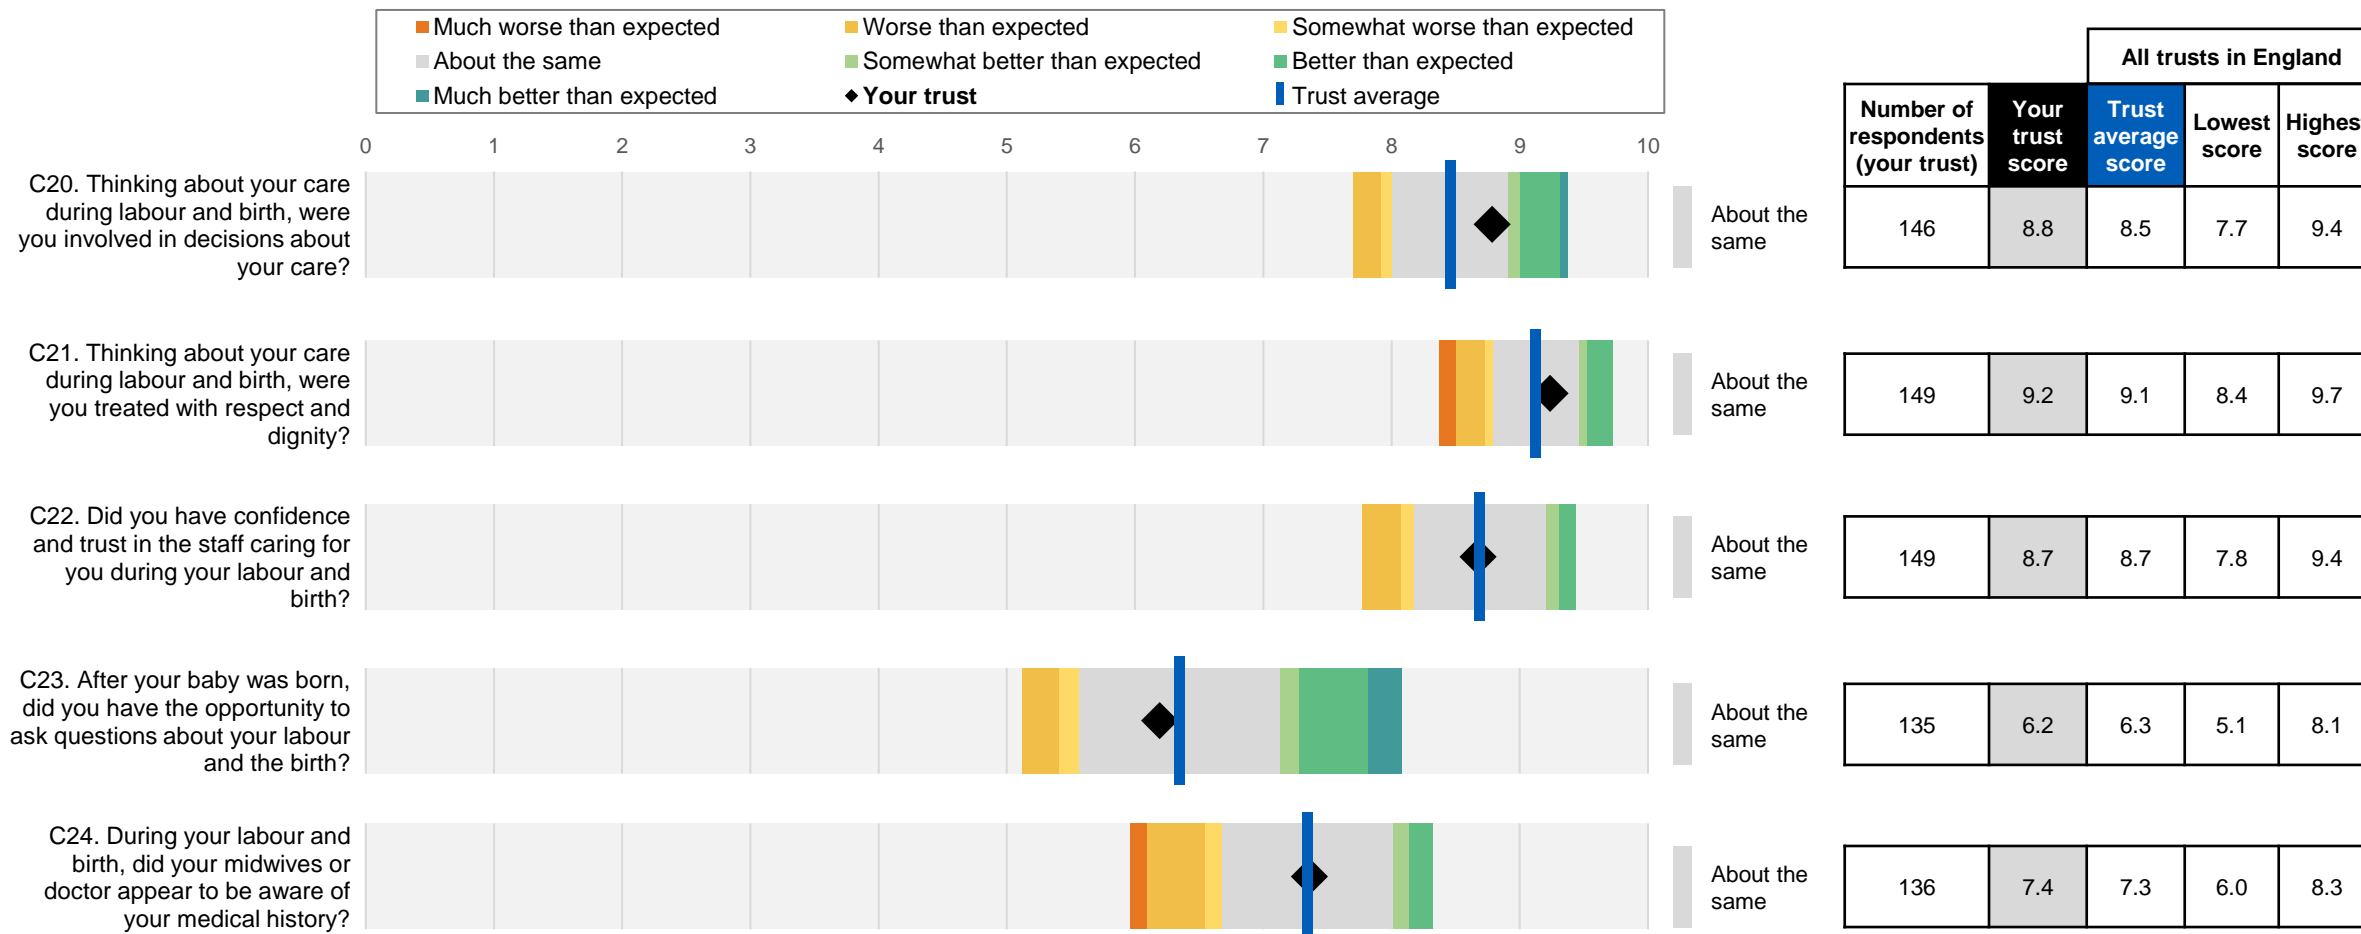 Much worse than expected
Worse than expected
Somewhat worse than expected
About the same
Somewhat better than expected
Better than expected
Much better than expected
Your trust
Trust average
All trusts in England
Number of
respondents
(your trust)
Your
trust
score
Trust
average
score
Lowest
score
Highest
score
0 1 2 3 4 5 6 7 8 9 10
C20. Thinking about your care
during labour and birth, were
you involved in decisions about
your care?
About the
same
146 8.8 8.5 7.7 9.4
C21. Thinking about your care
during labour and birth, were
you treated with respect and
dignity?
About the
same
149 9.2 9.1 8.4 9.7
C22. Did you have confidence
and trust in the staff caring for
you during your labour and
birth?
About the
same
149 8.7 8.7 7.8 9.4
C23. After your baby was born,
did you have the opportunity to
ask questions about your labour
and the birth?
About the
same
135 6.2 6.3 5.1 8.1
C24. During your labour and
birth, did your midwives or
doctor appear to be aware of
your medical history?
About the
same
136 7.4 7.3 6.0 8.3